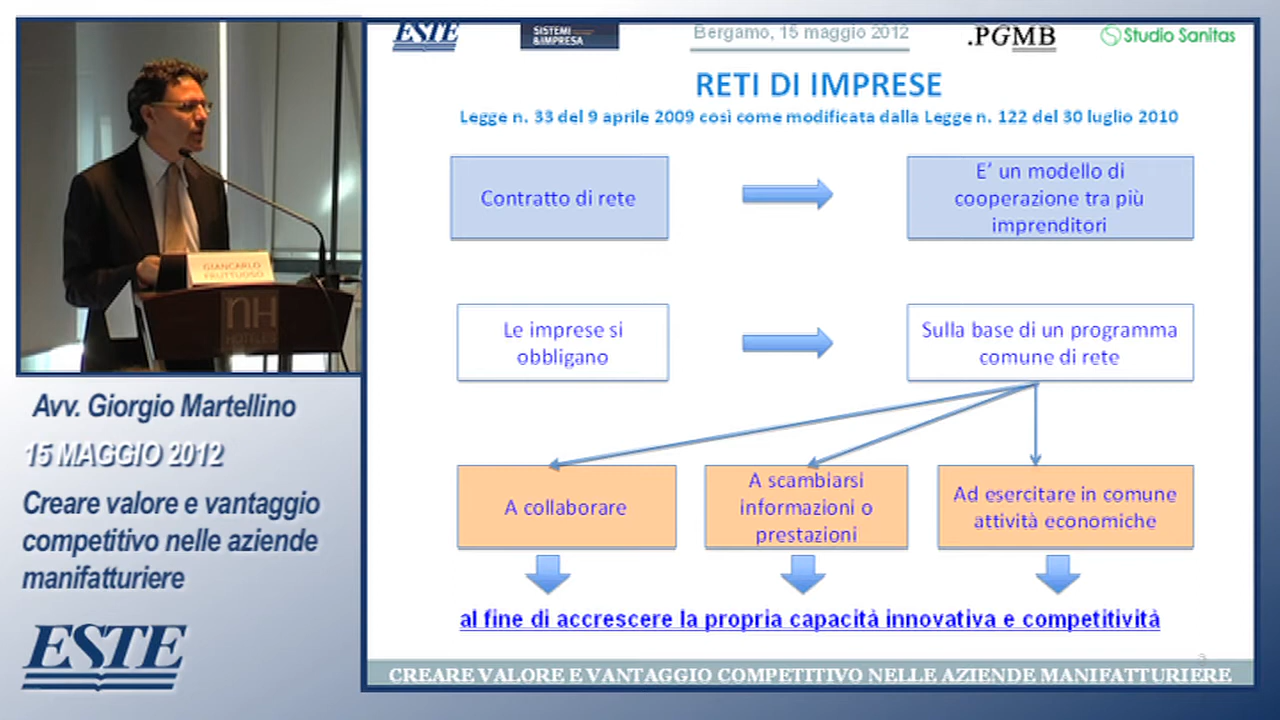 GIANCARLO
FRUTTUOSO
nH
HOTELES
Avv. Giorgio Martellino
15 MAGGIO 2012
Creare valore e vantaggio
competitivo nelle aziende
manifatturiere
ESTE
ESTE
SISTEMI
&IMPRESA
Bergamo, 15 maggio 2012
.PGMB
Studio Sanitas
RETI DI IMPRESE
Legge n. 33 del 9 aprile 2009 così come modificata dalla Legge n. 122 del 30 luglio 2010
Contratto di rete
E’ un modello di
cooperazione tra più
imprenditori
Le imprese si
obbligano
Sulla base di un programma
comune di rete
A collaborare
A scambiarsi
informazioni o
prestazioni
Ad esercitare in comune
attività economiche
al fine di accrescere la propria capacità innovativa e competitività
CREARE VALORE E VANTAGGIO COMPETITIVO NELLE AZIENDE MANIFATTURIERE